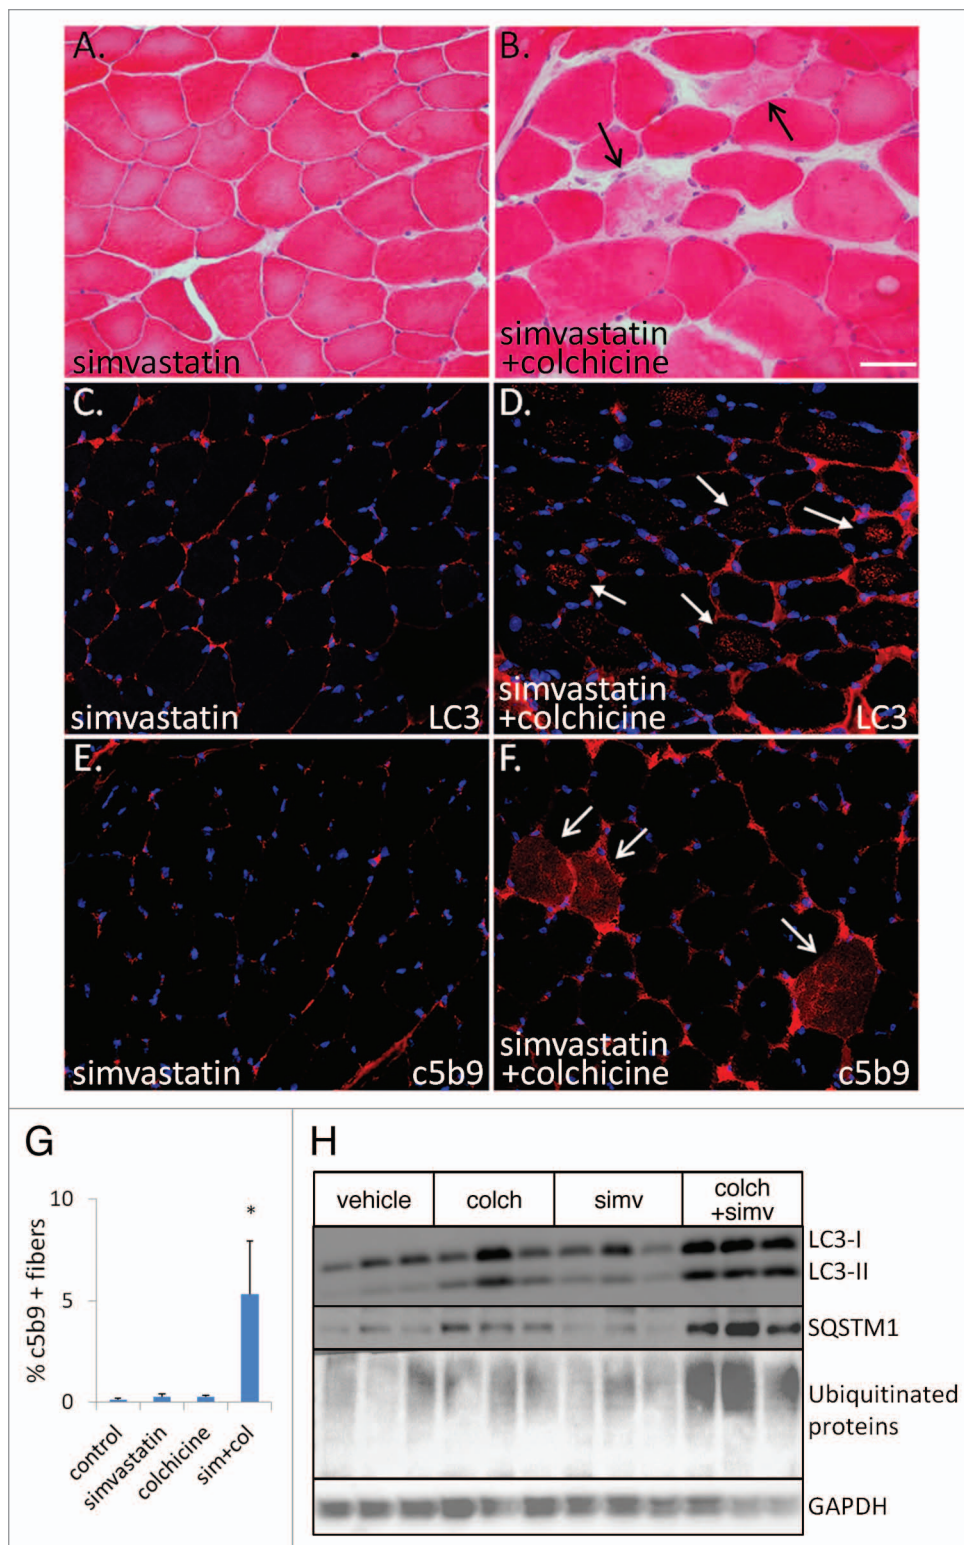 A.
B.
simvastatin
simvastatin
+colchicine
C.
D.
simvastatin
LC3
simvastatin
+colchicine
LC3
E.
F.
simvastatin
c5b9
simvastatin
+colchicine
c5b9
G
% c5b9 + fibers
10
5
0
*
control
simvastatin
colchicine
sim+col
H
vehicle
colch
simv
colch
+simv
LC3-I
LC3-II
SQSTM1
Ubiquitinated
proteins
GAPDH